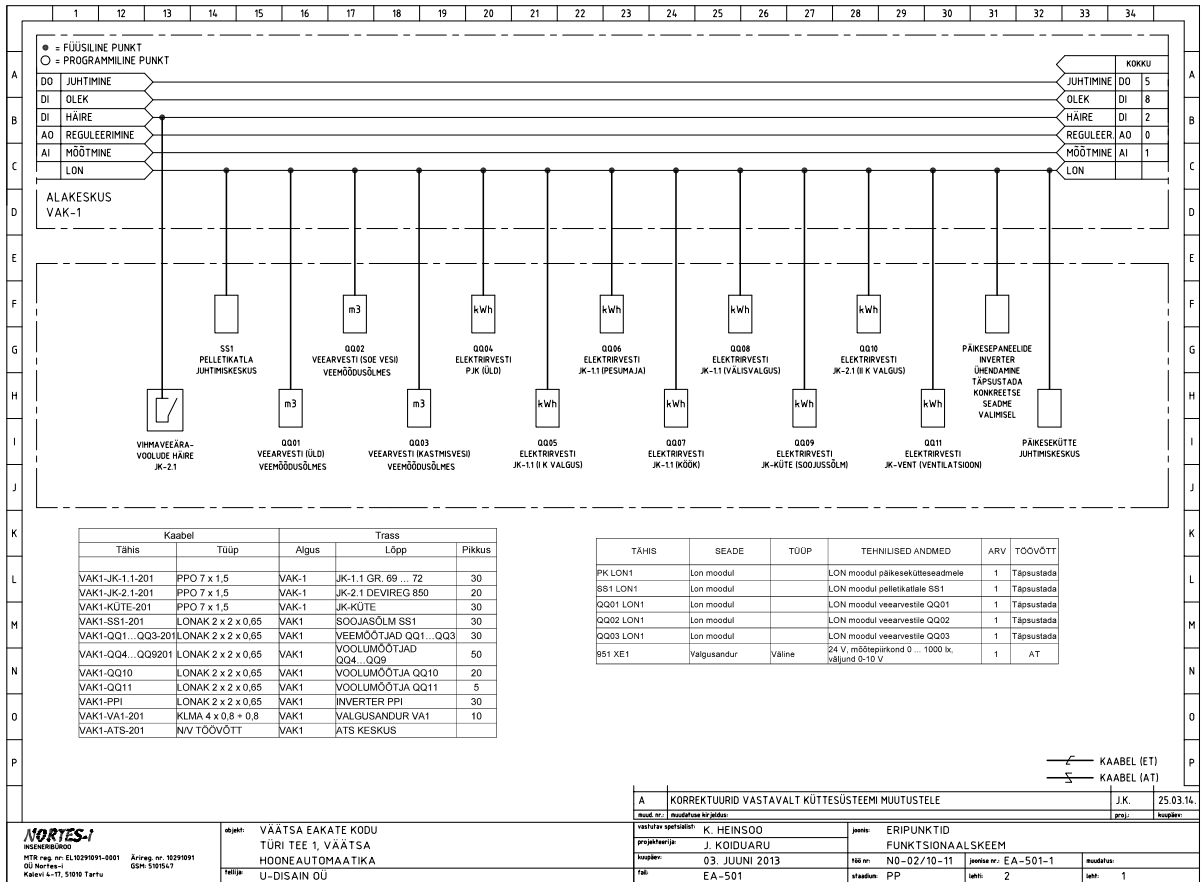 1 12 13 14 15 16 17 18 19 20 21 22 23 24 25 26 27 28 29 30 31 32 33 34
● = FÜÜSILINE PUNKT
○ = PROGRAMMILINE PUNKT
KOKKU
DO JUHTIMINE JUHTIMINE DO 5
DI OLEK OLEK DI 8
DI HÄIRE HÄIRE DI 2
AO REGULEERIMINE REGULEER. AO 0
AI MÕÕTMINE MÕÕTMINE AI 1
LON LON
ALAKESKUS
VAK-1
A B C D E F G H I J K L M N O P
A B C D E F G H I J K L M N O P
SS1
PELLETIKATLA
JUHTIMISKESKUS
m3
QQ02
VEEARVESTI (SOE VESI)
VEEMÕÕDUSÕLMES
kWh
QQ04
ELEKTRIRVESTI
PJK (ÜLD)
kWh
QQ06
ELEKTRIRVESTI
JK-1.1 (PESUMAJA)
kWh
QQ08
ELEKTRIRVESTI
JK-1.1 (VÄLISVALGUS)
kWh
QQ10
ELEKTRIRVESTI
JK-2.1 (II K VALGUS)
PÄIKESEPANEELIDE
INVERTER
ÜHENDAMINE
TÄPSUSTADA
KONKREETSE
SEADME
VALIMISEL
VIHMAVEEÄRA-
VOOLUDE HÄIRE
JK-2.1
m3
QQ01
VEEARVESTI (ÜLD)
VEEMÕÕDUSÕLMES
m3
QQ03
VEEARVESTI (KASTMISVESI)
VEEMÕÕDUSÕLMES
kWh
QQ05
ELEKTRIRVESTI
JK-1.1 (I K VALGUS)
kWh
QQ07
ELEKTRIRVESTI
JK-1.1 (KÖÖK)
kWh
QQ09
ELEKTRIRVESTI
JK-KÜTE (SOOJUSSÕLM)
kWh
QQ11
ELEKTRIRVESTI
JK-VENT (VENTILATSIOON)
PÄIKESEKÜTTE
JUHTIMISKESKUS
Kaabel Trass
Tähis Tüüp Algus Lõpp Pikkus
VAK1-JK-1.1-201 PPO 7 x 1,5 VAK-1 JK-1.1 GR. 69 ... 72 30
VAK1-JK-2.1-201 PPO 7 x 1,5 VAK-1 JK-2.1 DEVIREG 850 20
VAK1-KÜTE-201 PPO 7 x 1,5 VAK-1 JK-KÜTE 30
VAK1-SS1-201 LONAK 2 x 2 x 0,65 VAK1 SOOJASÕLM SS1 30
VAK1-QQ1...QQ3-201 LONAK 2 x 2 x 0,65 VAK1 VEEMÕÕTJAD QQ1...QQ3 30
VAK1-QQ4...QQ9201 LONAK 2 x 2 x 0,65 VAK1 VOOLUMÕÕTJAD QQ4...QQ9 50
VAK1-QQ10 LONAK 2 x 2 x 0,65 VAK1 VOOLUMÕÕTJA QQ10 20
VAK1-QQ11 LONAK 2 x 2 x 0,65 VAK1 VOOLUMÕÕTJA QQ11 5
VAK1-PPI LONAK 2 x 2 x 0,65 VAK1 INVERTER PPI 30
VAK1-VA1-201 KLMA 4 x 0,8 + 0,8 VAK1 VALGUSANDUR VA1 10
VAK1-ATS-201 N/V TÖÖVÕTT VAK1 ATS KESKUS
TÄHIS SEADE TÜÜP TEHNILISED ANDMED ARV TÖÖVÕTT
PK LON1 Lon moodul LON moodul päikesekütteseadmele 1 Täpsustada
SS1 LON1 Lon moodul LON moodul pelletikatlale SS1 1 Täpsustada
QQ01 LON1 Lon moodul LON moodul veearvestile QQ01 1 Täpsustada
QQ02 LON1 Lon moodul LON moodul veearvestile QQ02 1 Täpsustada
QQ03 LON1 Lon moodul LON moodul veearvestile QQ03 1 Täpsustada
951 XE1 Valgusandur Väline 24 V, mõõtepiirkond 0 ... 1000 lx, väljund 0-10 V 1 AT
KAABEL (ET)
KAABEL (AT)
A KORREKTUURID VASTAVALT KÜTTESÜSTEEMI MUUTUSTELE J.K. 25.03.14.
muud. nr.: muudatuse kirjeldus: proj.: kuupäev:
NORTES-i
INSENERIBÜROO
MTR reg. nr: EL10291091-0001 Ärireg. nr. 10291091
OÜ Nortes-i GSM: 5101547
Kalevi 4-17, 51010 Tartu
objekt: VÄÄTSA EAKATE KODU
TÜRI TEE 1, VÄÄTSA
HOONEAUTOMAATIKA
tellija: U-DISAIN OÜ
vastutav spetsialist: K. HEINSOO
projekteerija: J. KOIDUARU
kuupäev: 03. JUUNI 2013
fail: EA-501
joonis: ERIPUNKTID
FUNKTSIONAALSKEEM
töö nr: NO-02/10-11 joonise nr.: EA-501-1 muudatus:
staadium: PP lehti: 2 leht: 1